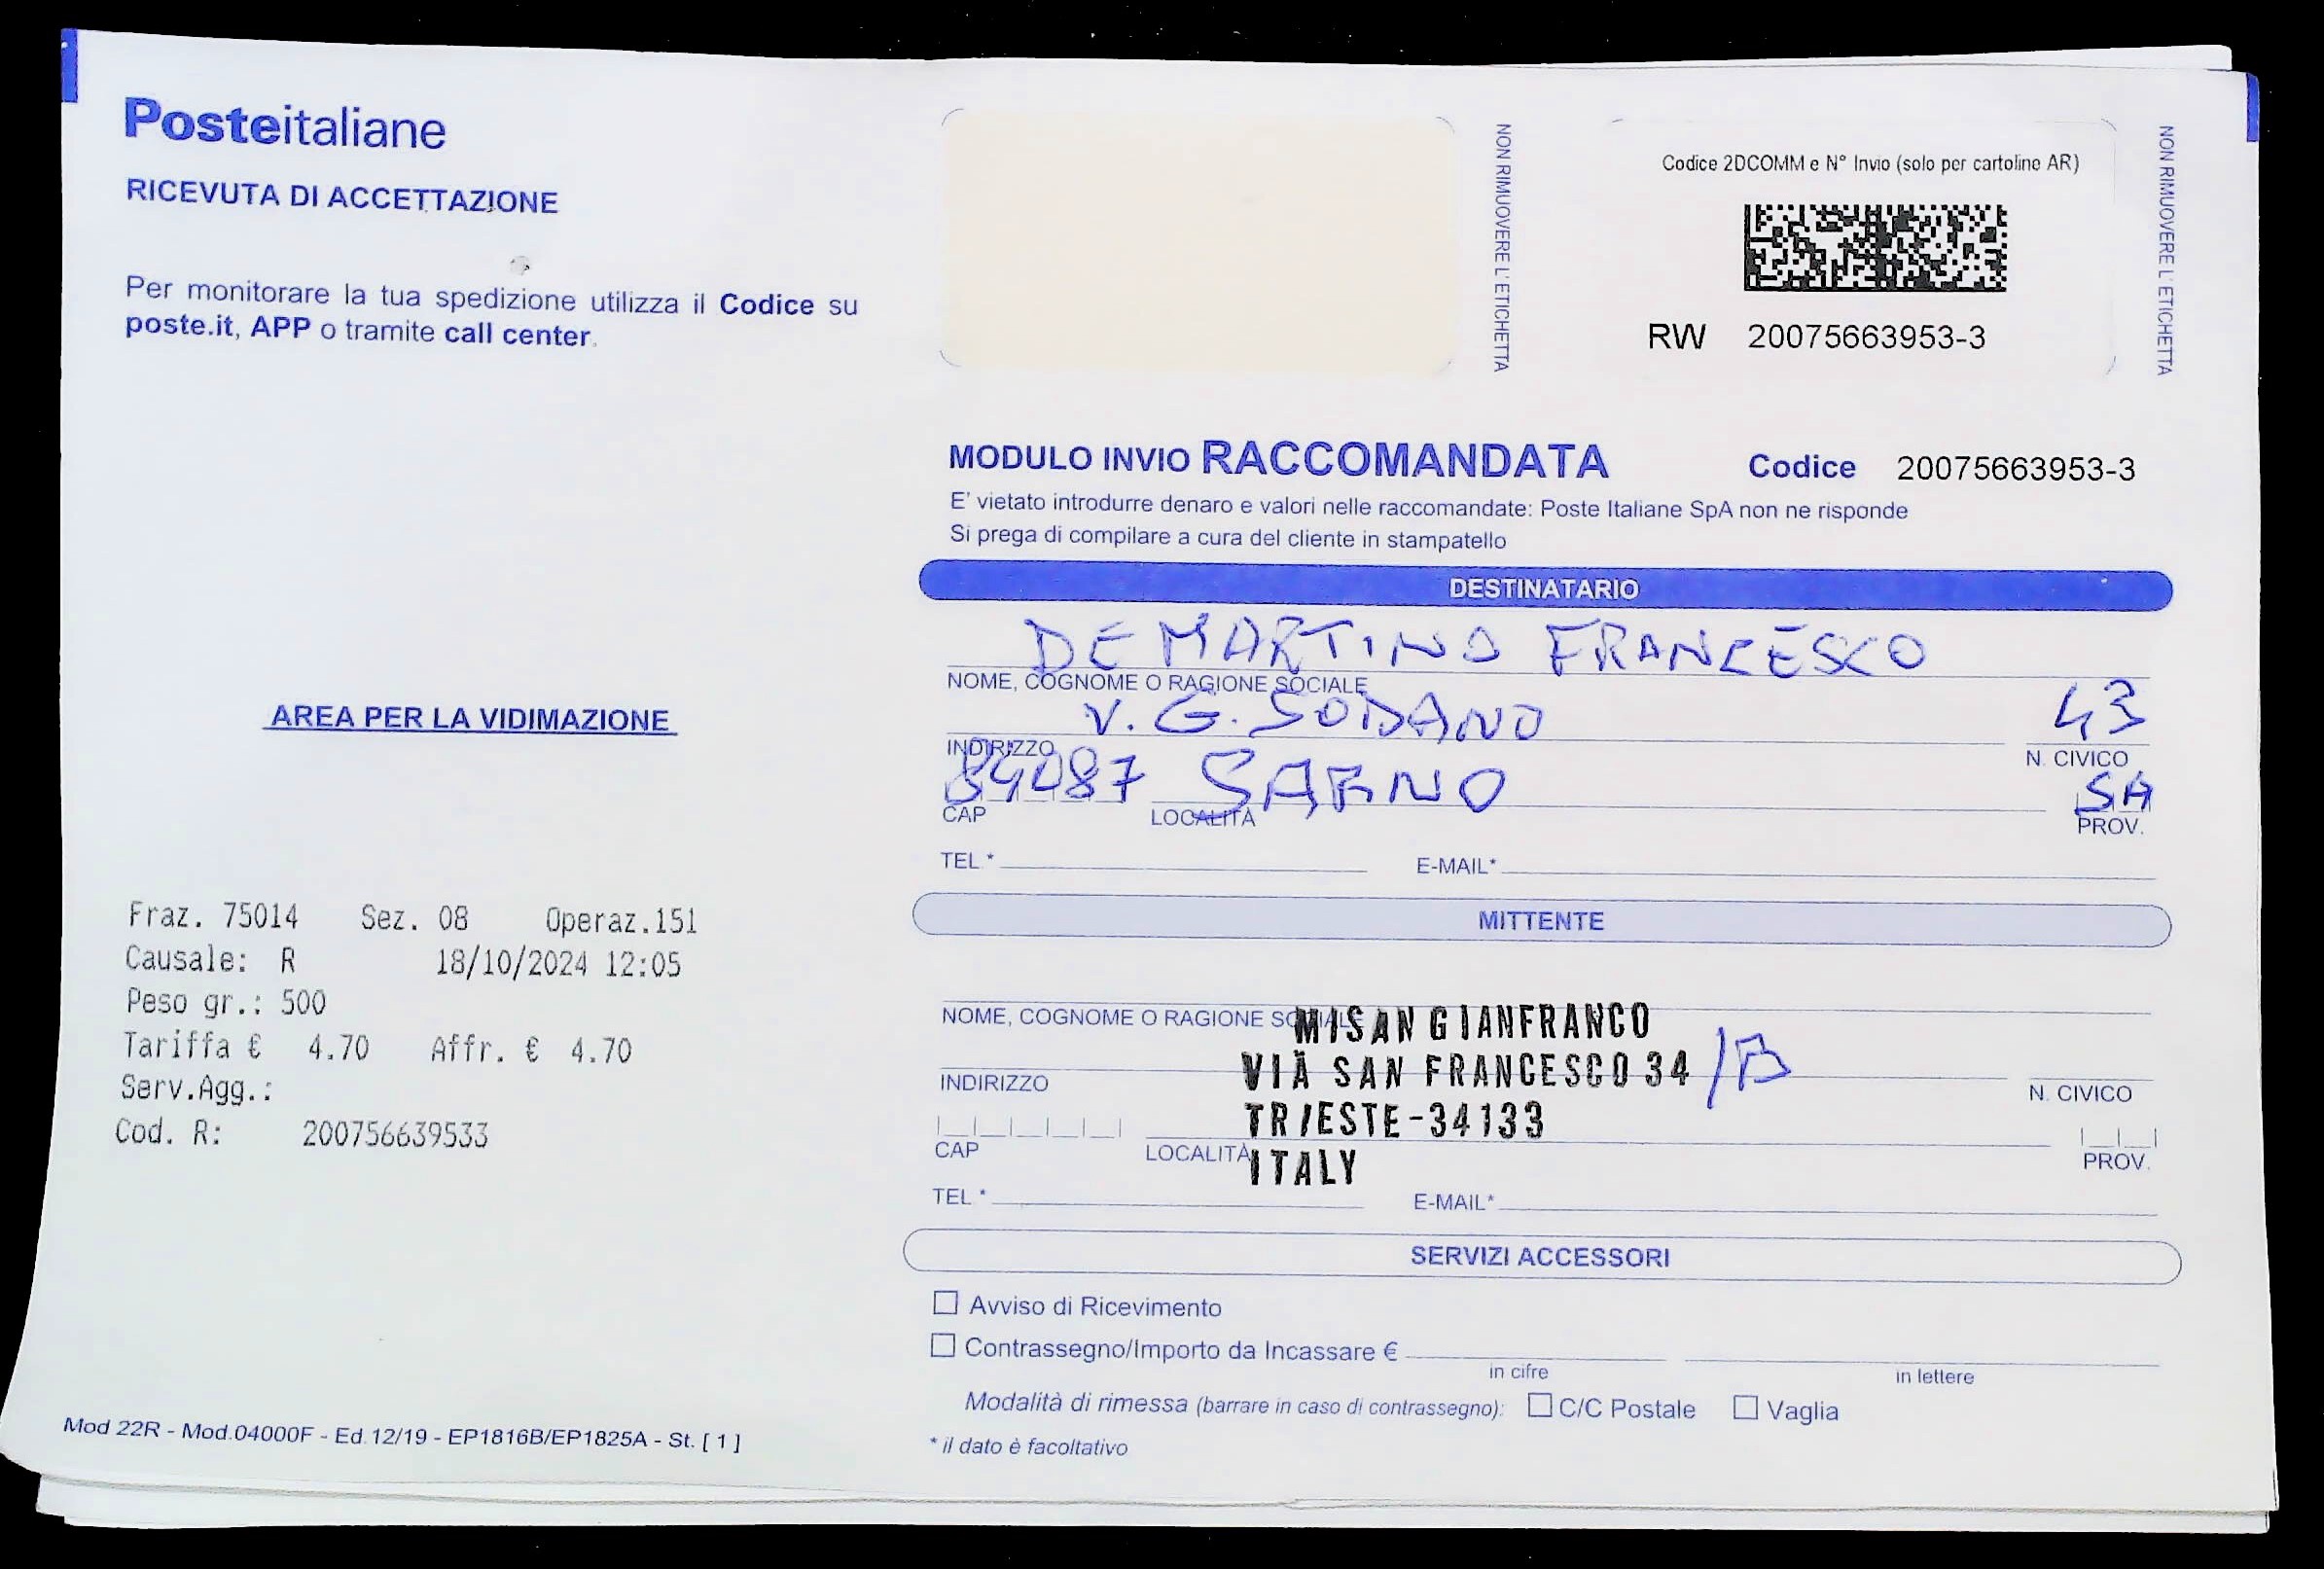 Posteitaliane
RICEVUTA DI ACCETTAZIONE
Per monitorare la tua spedizione utilizza il Codice su
poste.it, APP o tramite call center.
AREA PER LA VIDIMAZIONE
Fraz. 75014 Sez. 08 Operaz.151
Causale: R 18/10/2024 12:05
Peso gr.: 500
Tariffa € 4.70 Affr. € 4.70
Serv.Agg.:
Cod. R: 200756639533
Mod 22R - Mod.04000F - Ed.12/19 - EP1816B/EP1825A - St. [ 1 ]
NON RIMUOVERE L'ETICHETTA
Codice 2DCOMM e N° Invio (solo per cartoline AR)
RW 20075663953-3
NON RIMUOVERE L'ETICHETTA
MODULO INVIO RACCOMANDATA Codice 20075663953-3
E' vietato introdurre denaro e valori nelle raccomandate: Poste Italiane SpA non ne risponde
Si prega di compilare a cura del cliente in stampatello
DESTINATARIO
DE MARTINO FRANCESCO
NOME, COGNOME O RAGIONE SOCIALE
V. G. SODANO 43
INDIRIZZO N. CIVICO
84087 SARNO SA
CAP LOCALITÀ PROV.
TEL * E-MAIL*
MITTENTE
NOME, COGNOME O RAGIONE SOCIALE
MISAN GIANFRANCO
VIA SAN FRANCESCO 34 /B
INDIRIZZO N. CIVICO
TRIESTE-34133
CAP LOCALITÀ PROV.
ITALY
TEL * E-MAIL*
SERVIZI ACCESSORI
Avviso di Ricevimento
Contrassegno/Importo da Incassare €
in cifre in lettere
Modalità di rimessa (barrare in caso di contrassegno): C/C Postale Vaglia
* il dato è facoltativo